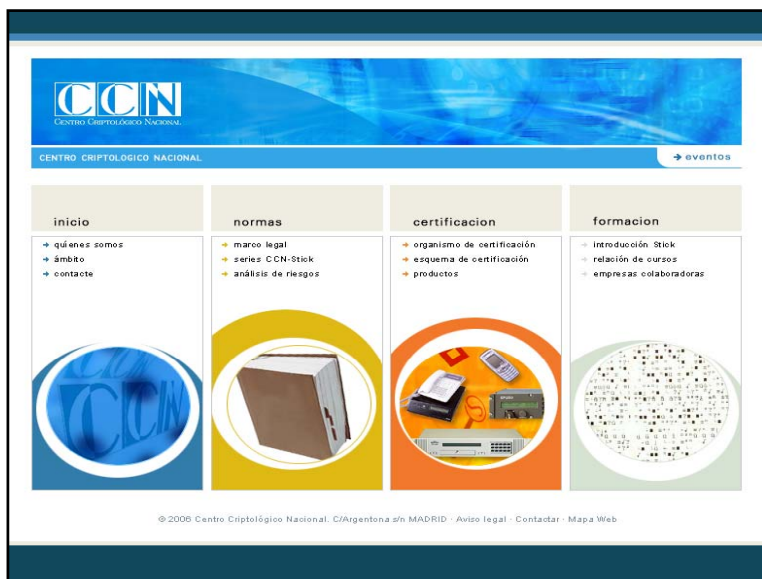 CCN
CENTRO CRIPTOLÓGICO NACIONAL
CENTRO CRIPTOLOGICO NACIONAL
➔ eventos
inicio
➔ quíenes somos
➔ ámbito
➔ contacte
normas
➔ marco legal
➔ series CCN-Stick
➔ análisis de riesgos
certificacion
➔ organismo de certificación
➔ esquema de certificación
➔ productos
formacion
➔ introducción Stick
➔ relación de cursos
➔ empresas colaboradoras
CCN
© 2006 Centro Criptológico Nacional. C/Argentona s/n MADRID · Aviso legal · Contactar · Mapa Web